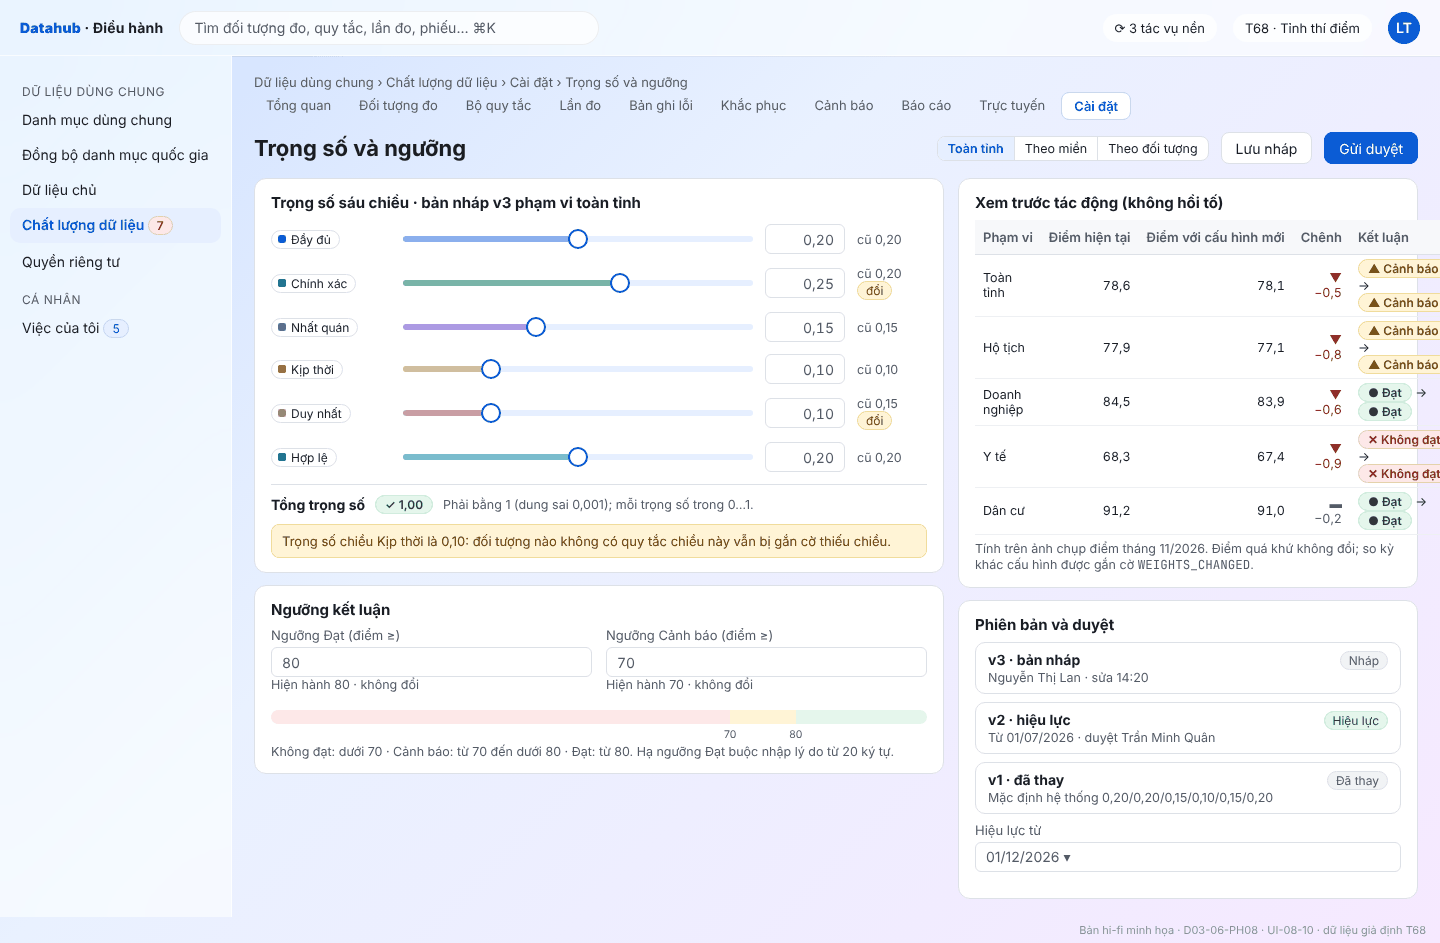 Datahub · Điều hành
Tìm đối tượng đo, quy tắc, lần đo, phiếu... ⌘K
⟳ 3 tác vụ nền
T68 · Tỉnh thí điểm
LT
DỮ LIỆU DÙNG CHUNG
Danh mục dùng chung
Đồng bộ danh mục quốc gia
Dữ liệu chủ
Chất lượng dữ liệu 7
Quyền riêng tư
CÁ NHÂN
Việc của tôi 5
Dữ liệu dùng chung › Chất lượng dữ liệu › Cài đặt › Trọng số và ngưỡng
Tổng quan Đối tượng đo Bộ quy tắc Lần đo Bản ghi lỗi Khắc phục Cảnh báo Báo cáo Trực tuyến Cài đặt
Trọng số và ngưỡng
Toàn tỉnh Theo miền Theo đối tượng
Lưu nháp
Gửi duyệt
Trọng số sáu chiều · bản nháp v3 phạm vi toàn tỉnh
Đầy đủ 0,20 cũ 0,20
Chính xác 0,25 cũ 0,20
đổi
Nhất quán 0,15 cũ 0,15
Kịp thời 0,10 cũ 0,10
Duy nhất 0,10 cũ 0,15
đổi
Hợp lệ 0,20 cũ 0,20
Tổng trọng số ✓ 1,00 Phải bằng 1 (dung sai 0,001); mỗi trọng số trong 0…1.
Trọng số chiều Kịp thời là 0,10: đối tượng nào không có quy tắc chiều này vẫn bị gắn cờ thiếu chiều.
Ngưỡng kết luận
Ngưỡng Đạt (điểm ≥) Ngưỡng Cảnh báo (điểm ≥)
80 70
Hiện hành 80 · không đổi Hiện hành 70 · không đổi
70 80
Không đạt: dưới 70 · Cảnh báo: từ 70 đến dưới 80 · Đạt: từ 80. Hạ ngưỡng Đạt buộc nhập lý do từ 20 ký tự.
Xem trước tác động (không hồi tố)
Phạm vi Điểm hiện tại Điểm với cấu hình mới Chênh Kết luận
Toàn tỉnh 78,6 78,1 ▼ −0,5 ▲ Cảnh báo → ▲ Cảnh báo
Hộ tịch 77,9 77,1 ▼ −0,8 ▲ Cảnh báo → ▲ Cảnh báo
Doanh nghiệp 84,5 83,9 ▼ −0,6 ● Đạt → ● Đạt
Y tế 68,3 67,4 ▼ −0,9 ✕ Không đạt → ✕ Không đạt
Dân cư 91,2 91,0 ▬ −0,2 ● Đạt → ● Đạt
Tính trên ảnh chụp điểm tháng 11/2026. Điểm quá khứ không đổi; so kỳ
khác cấu hình được gắn cờ WEIGHTS_CHANGED.
Phiên bản và duyệt
v3 · bản nháp Nháp
Nguyễn Thị Lan · sửa 14:20
v2 · hiệu lực Hiệu lực
Từ 01/07/2026 · duyệt Trần Minh Quân
v1 · đã thay Đã thay
Mặc định hệ thống 0,20/0,20/0,15/0,10/0,15/0,20
Hiệu lực từ
01/12/2026 ▾
Bản hi-fi minh họa · D03-06-PH08 · UI-08-10 · dữ liệu giả định T68